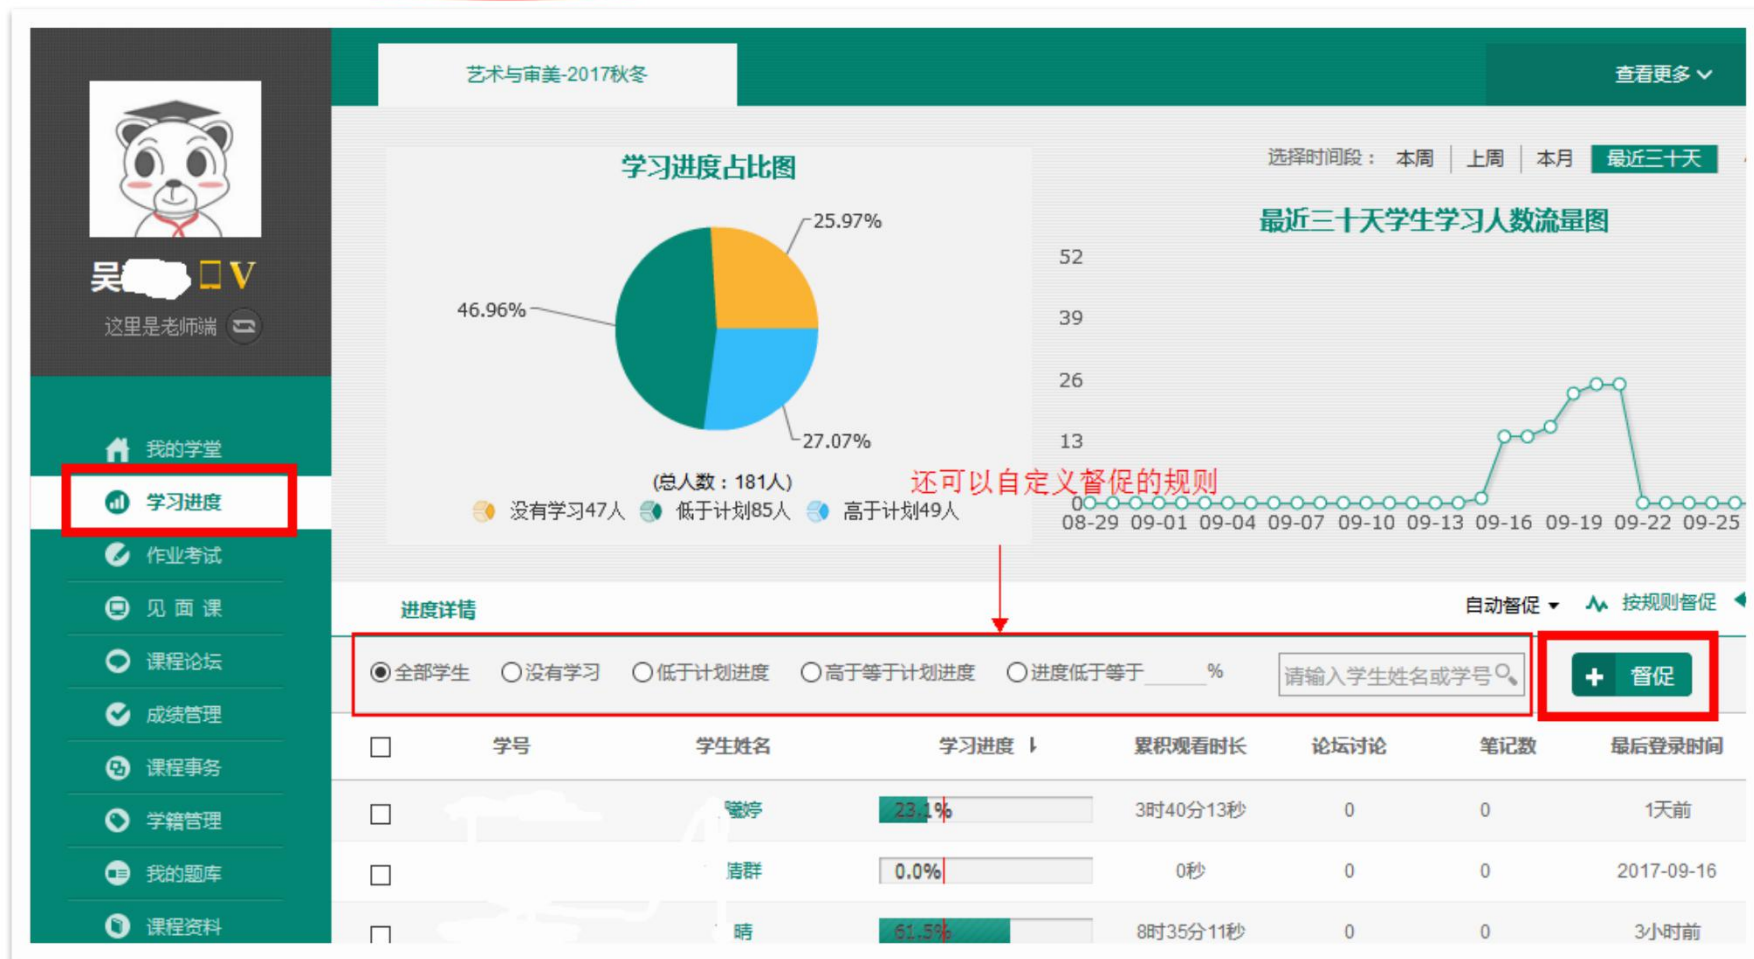 艺术与审美-2017秋冬
查看更多
吴
V
这里是老师端
我的学堂
学习进度
作业考试
见 面 课
课程论坛
成绩管理
课程事务
学籍管理
我的题库
课程资料
学习进度占比图
25.97%
46.96%
27.07%
(总人数：181人)
没有学习47人 低于计划85人 高于计划49人
选择时间段： 本周 上周 本月 最近三十天
最近三十天学生学习人数流量图
52
39
26
13
0
08-29 09-01 09-04 09-07 09-10 09-13 09-16 09-19 09-22 09-25
还可以自定义督促的规则
进度详情
自动督促 按规则督促
全部学生 没有学习 低于计划进度 高于等于计划进度 进度低于等于 % 请输入学生姓名或学号 督促
学号 学生姓名 学习进度 累积观看时长 论坛讨论 笔记数 最后登录时间
婷 23.1% 3时40分13秒 0 0 1天前
群 0.0% 0秒 0 0 2017-09-16
晴 61.5% 8时35分11秒 0 0 3小时前